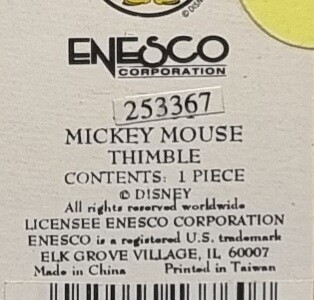 © DISN
ENESCO
CORPORATION
253367
MICKEY MOUSE
THIMBLE
CONTENTS: 1 PIECE
© DISNEY
All rights reserved worldwide
LICENSEE ENESCO CORPORATION
ENESCO is a registered U.S. trademark
ELK GROVE VILLAGE, IL 60007
Made in China Printed in Taiwan